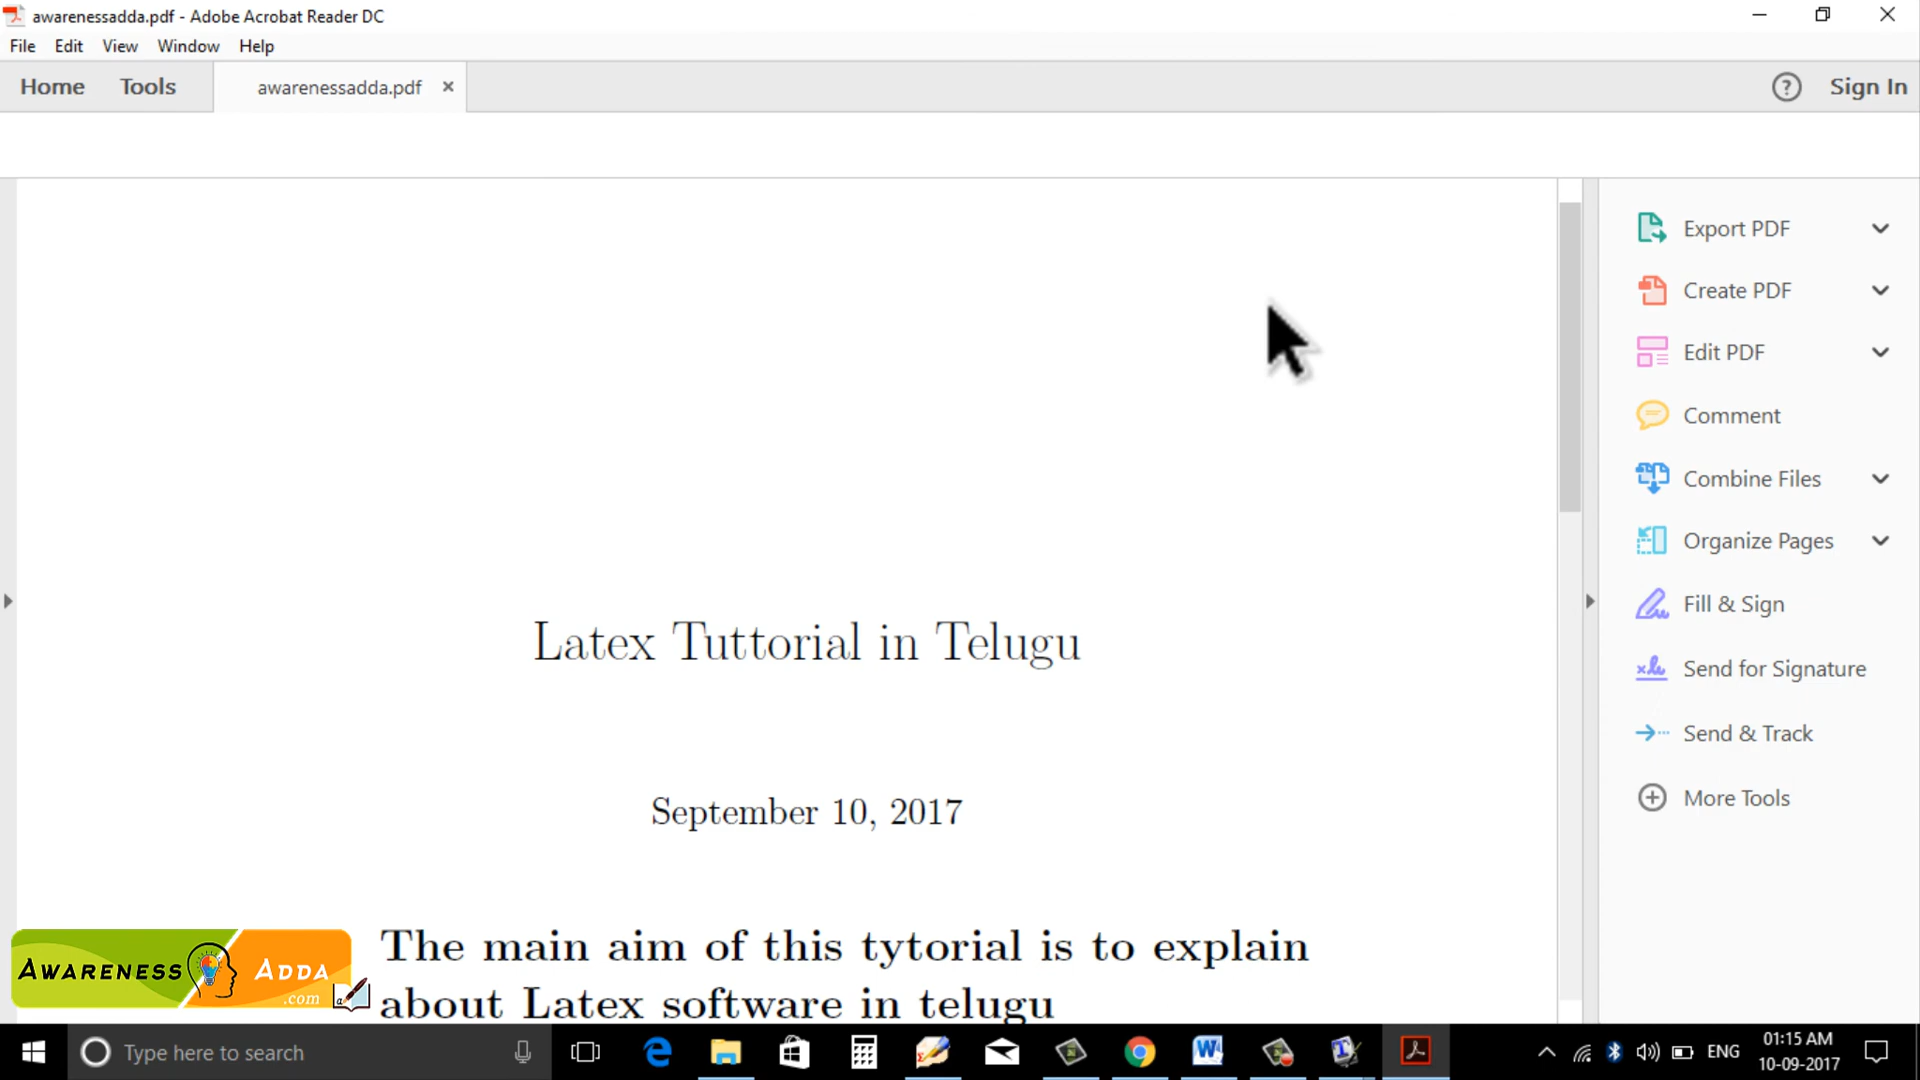 awarenessadda.pdf - Adobe Acrobat Reader DC
File Edit View Window Help
Home Tools awarenessadda.pdf × ? Sign In
Export PDF
Create PDF
Edit PDF
Comment
Combine Files
Organize Pages
Fill & Sign
Send for Signature
Send & Track
More Tools
Latex Tuttorial in Telugu
September 10, 2017
The main aim of this tytorial is to explain
about Latex software in telugu
AWARENESS ADDA
.com
Type here to search
ENG
01:15 AM
10-09-2017